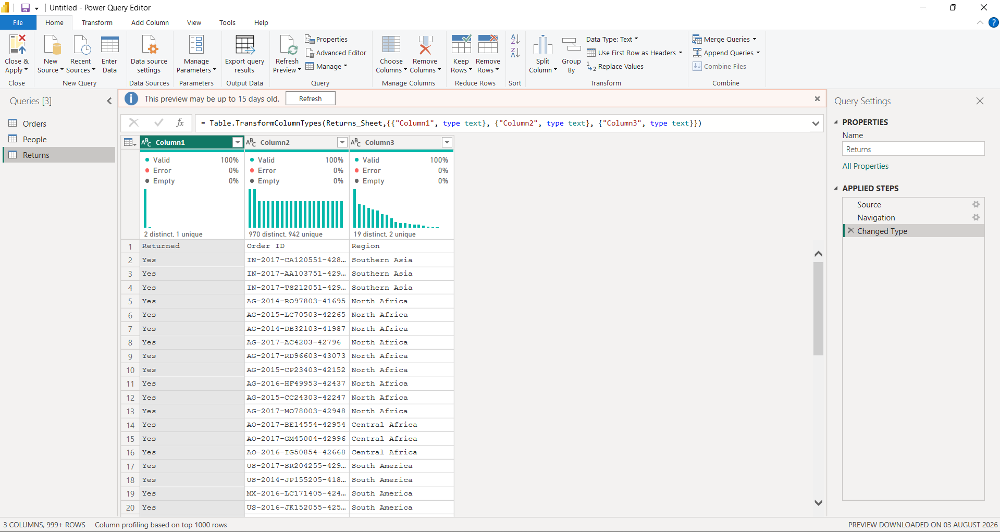 Untitled - Power Query Editor
File Home Transform Add Column View Tools Help
Close & Apply
Close
New Source
Recent Sources
Enter Data
New Query
Data source settings
Data Sources
Manage Parameters
Parameters
Export query results
Output Data
Refresh Preview
Properties
Advanced Editor
Manage
Query
Choose Columns
Remove Columns
Manage Columns
Keep Rows
Remove Rows
Reduce Rows
Sort
Split Column
Group By
Data Type: Text
Use First Row as Headers
Replace Values
Transform
Merge Queries
Append Queries
Combine Files
Combine
Queries [3]
Orders
People
Returns
This preview may be up to 15 days old. Refresh
= Table.TransformColumnTypes(Returns_Sheet,{{"Column1", type text}, {"Column2", type text}, {"Column3", type text}})
Column1 Column2 Column3
Valid 100% Valid 100% Valid 100%
Error 0% Error 0% Error 0%
Empty 0% Empty 0% Empty 0%
2 distinct, 1 unique 970 distinct, 942 unique 19 distinct, 2 unique
1 Returned Order ID Region
2 Yes IN-2017-CA120551-428... Southern Asia
3 Yes IN-2017-AA103751-429... Southern Asia
4 Yes IN-2017-TS212051-429... Southern Asia
5 Yes AG-2014-RO97803-41695 North Africa
6 Yes AG-2015-LC70503-42265 North Africa
7 Yes AG-2014-DB32103-41987 North Africa
8 Yes AG-2017-AC4203-42796 North Africa
9 Yes AG-2017-RD96603-43073 North Africa
10 Yes AG-2015-CP23403-42152 North Africa
11 Yes AG-2016-HF49953-42437 North Africa
12 Yes AG-2015-CC24303-42247 North Africa
13 Yes AG-2017-MO78003-42948 North Africa
14 Yes AO-2017-BE14554-42954 Central Africa
15 Yes AO-2017-GM45004-42996 Central Africa
16 Yes AO-2016-IG50854-42668 Central Africa
17 Yes US-2017-SR204255-429... South America
18 Yes US-2014-JP155205-418... South America
19 Yes MX-2016-LC171405-424... South America
20 Yes US-2016-JK152055-425... South America
Query Settings
PROPERTIES
Name
Returns
All Properties
APPLIED STEPS
Source
Navigation
Changed Type
3 COLUMNS, 999+ ROWS Column profiling based on top 1000 rows
PREVIEW DOWNLOADED ON 03 AUGUST 2026